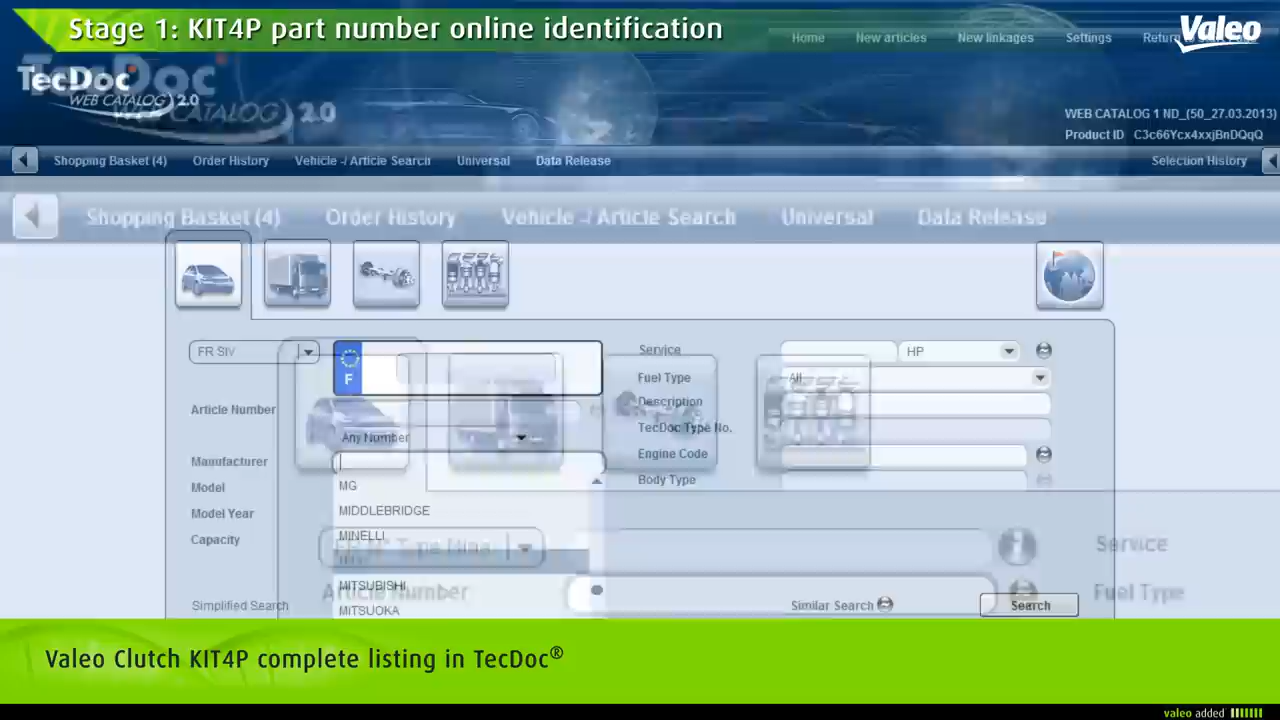 Stage 1: KIT4P part number online identification
Home New articles New linkages Settings Return
Valeo
TecDoc
WEB CATALOG 2.0
WEB CATALOG 1 ND_(50_27.03.2013)
Product ID C3c66Ycx4xxjBnDQqQ
Shopping Basket (4) Order History Vehicle -/ Article Search Universal Data Release Selection History
Shopping Basket (4) Order History Vehicle -/ Article Search Universal Data Release
FR SIV
F
Service
HP
Fuel Type
All
Article Number
Description
TecDoc Type No.
Any Number
Manufacturer
Engine Code
Model
MG
Body Type
Model Year
MIDDLEBRIDGE
Capacity
MINELLI
Service
MITSUBISHI
Article Number
Fuel Type
Simplified Search
MITSUOKA
Similar Search
Search
Valeo Clutch KIT4P complete listing in TecDoc®
valeo added